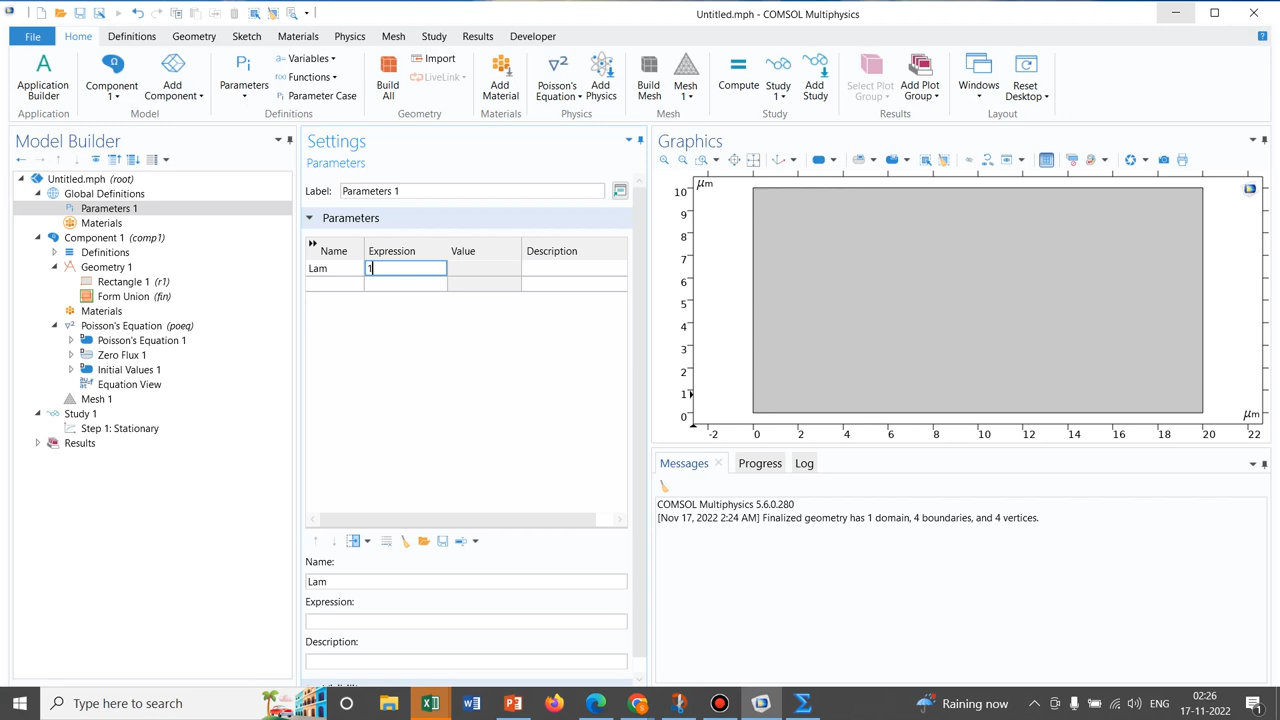 Untitled.mph - COMSOL Multiphysics
File Home Definitions Geometry Sketch Materials Physics Mesh Study Results Developer
Application Builder
Application
Component 1
Add Component
Model
Pi Parameters
a= Variables
f(x) Functions
Pi Parameter Case
Definitions
Build All
Import
LiveLink
Geometry
Add Material
Materials
Poisson's Equation
Add Physics
Physics
Build Mesh
Mesh 1
Mesh
Compute
Study 1
Add Study
Study
Select Plot Group
Add Plot Group
Results
Windows
Reset Desktop
Layout
Model Builder
Untitled.mph (root)
Global Definitions
Pi Parameters 1
Materials
Component 1 (comp1)
Definitions
Geometry 1
Rectangle 1 (r1)
Form Union (fin)
Materials
Poisson's Equation (poeq)
Poisson's Equation 1
Zero Flux 1
Initial Values 1
Equation View
Mesh 1
Study 1
Step 1: Stationary
Results
Settings
Parameters
Label: Parameters 1
Parameters
Name Expression Value Description
Lam 1
Name:
Lam
Expression:
Description:
Graphics
µm
10
9
8
7
6
5
4
3
2
1
0
µm
-2 0 2 4 6 8 10 12 14 16 18 20 22
Messages Progress Log
COMSOL Multiphysics 5.6.0.280
[Nov 17, 2022 2:24 AM] Finalized geometry has 1 domain, 4 boundaries, and 4 vertices.
Type here to search
Raining now
ENG
02:26
17-11-2022